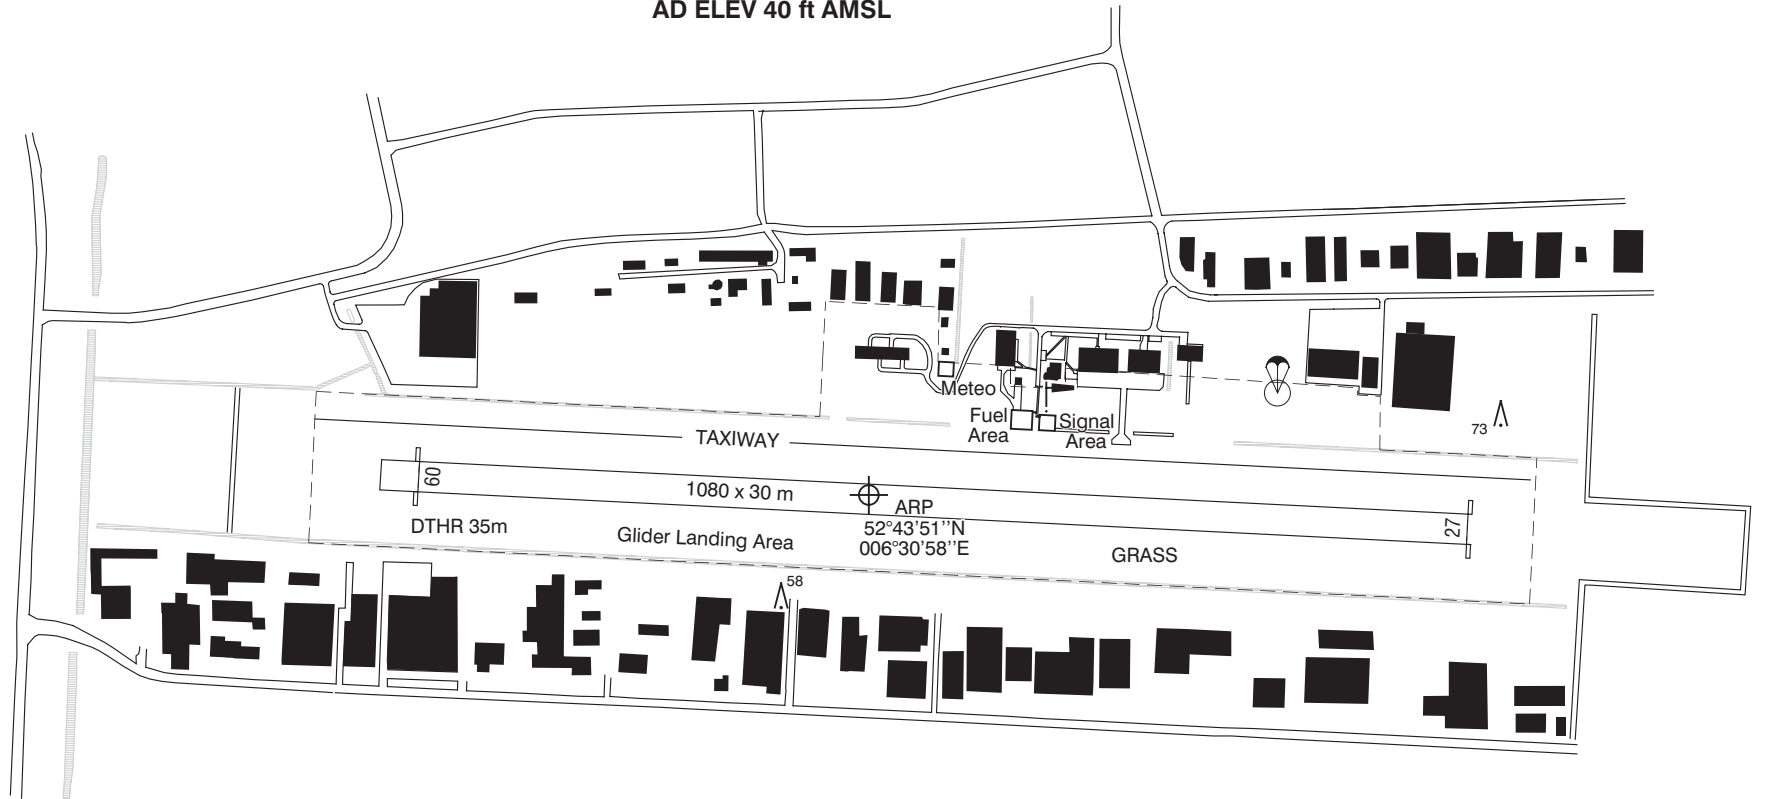 AD ELEV 40 ft AMSL
Meteo
Fuel
Area
Signal
Area
73
TAXIWAY
09
1080 x 30 m
ARP
52°43'51''N
006°30'58''E
27
DTHR 35m
Glider Landing Area
GRASS
58